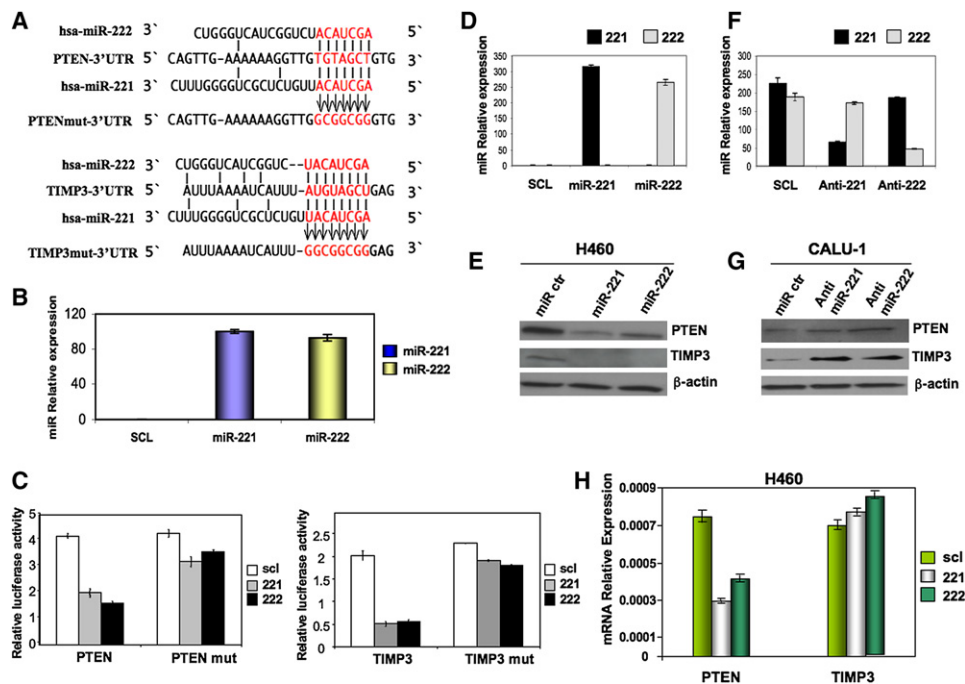 A
hsa-miR-222 3` CUGGGUCAUCGGUCUACAUCGA 5`
PTEN-3'UTR 5` CAGTTG-AAAAAAGGTTGTGTAGCTGTG 3`
hsa-miR-221 3` CUUUGGGGUCGCUCUGUUACAUCGA 5`
PTENmut-3'UTR 5` CAGTTG-AAAAAAGGTTGGCGGCGGGTG 3`
hsa-miR-222 3` CUGGGUCAUCGGUC--UACAUCGA 5`
TIMP3-3'UTR 5` AUUUAAAAUCAUUU-AUGUAGCUGAG 3`
hsa-miR-221 3` CUUUGGGGUCGCUCUGUUACAUCGA 5`
TIMP3mut-3'UTR 5` AUUUAAAAUCAUUU-GGCGGCGGGAG 3`
B
miR Relative expression
120
80
40
0
SCL miR-221 miR-222
miR-221
miR-222
C
Relative luciferase activity
5
4
3
2
1
0
PTEN PTEN mut
scl
221
222
Relative luciferase activity
2.5
2
1.5
1
0.5
0
TIMP3 TIMP3 mut
scl
221
222
D
221 222
miR Relative expression
350
300
250
200
150
100
50
0
SCL miR-221 miR-222
E
H460
miR ctr miR-221 miR-222
PTEN
TIMP3
β-actin
F
221 222
miR Relative expression
300
250
200
150
100
50
0
SCL Anti-221 Anti-222
G
CALU-1
miR ctr Anti miR-221 Anti miR-222
PTEN
TIMP3
β-actin
H
H460
mRNA Relative Expression
0.0009
0.0007
0.0005
0.0003
0.0001
0
PTEN TIMP3
scl
221
222